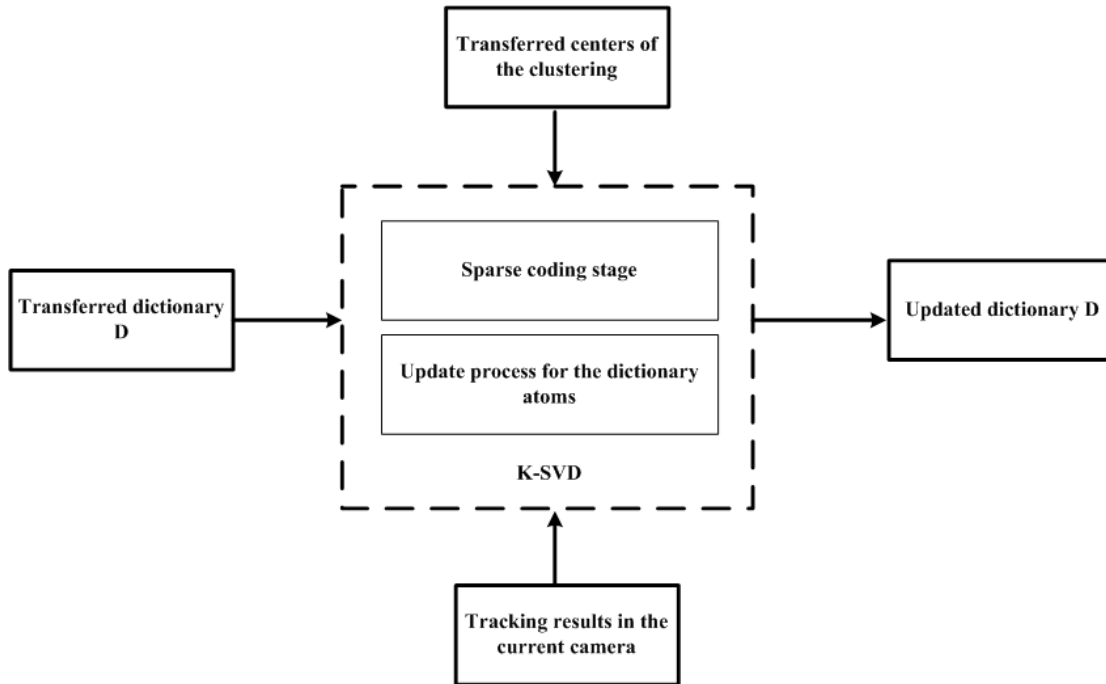 Transferred centers of
the clustering
Sparse coding stage
Transferred dictionary
D
Updated dictionary D
Update process for the dictionary
atoms
K-SVD
Tracking results in the
current camera